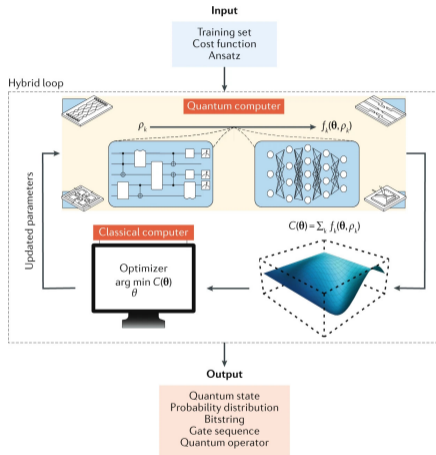 Input
Training set
Cost function
Ansatz
Hybrid loop
Quantum computer
ρₖ
fₖ(θ,ρₖ)
Updated parameters
Classical computer
C(θ)=∑ₖ fₖ(θ,ρₖ)
Optimizer
arg min C(θ)
θ
Output
Quantum state
Probability distribution
Bitstring
Gate sequence
Quantum operator